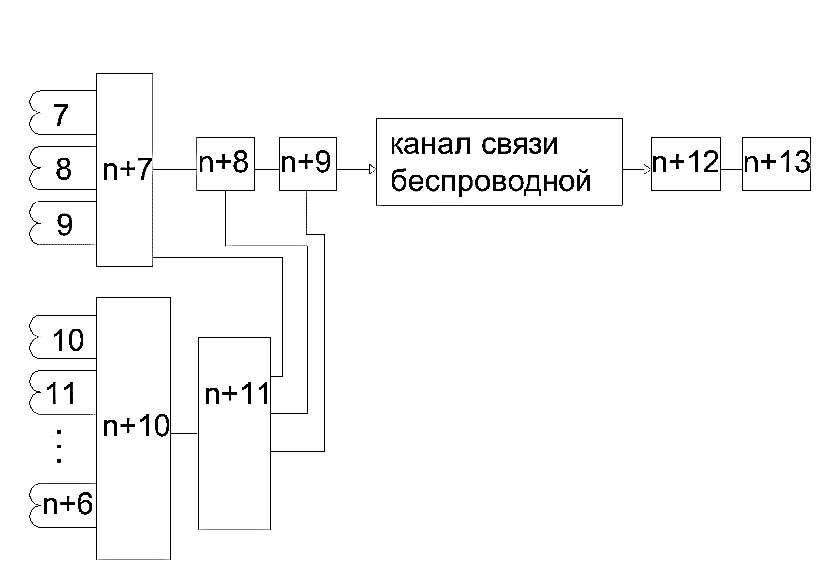 7
8
9
n+7
n+8
n+9
канал связи
беспроводной
n+12
n+13
10
11
⋮
n+6
n+10
n+11